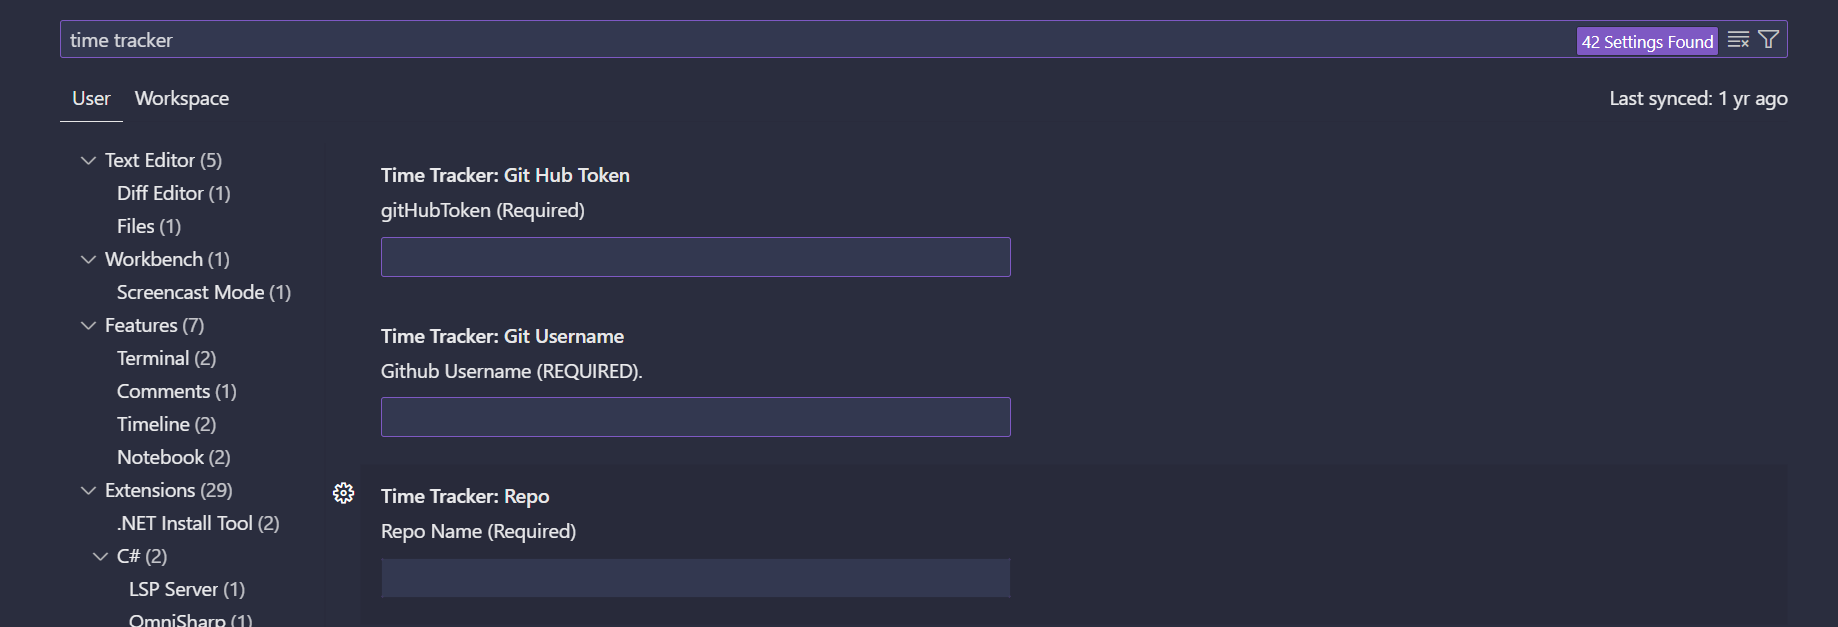 time tracker
42 Settings Found
User Workspace
Last synced: 1 yr ago
Text Editor (5)
Diff Editor (1)
Files (1)
Workbench (1)
Screencast Mode (1)
Features (7)
Terminal (2)
Comments (1)
Timeline (2)
Notebook (2)
Extensions (29)
.NET Install Tool (2)
C# (2)
LSP Server (1)
OmniSharp (1)
Time Tracker: Git Hub Token
gitHubToken (Required)
Time Tracker: Git Username
Github Username (REQUIRED).
Time Tracker: Repo
Repo Name (Required)